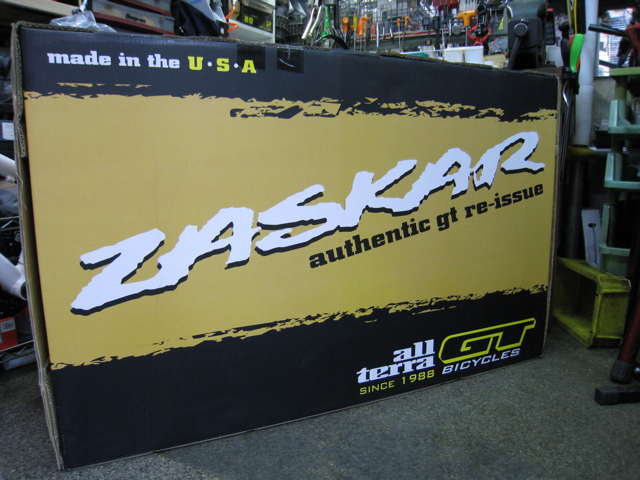 made in the U·S·A
ZASKAR
authentic gt re-issue
all terra
SINCE 1988
GT
BICYCLES